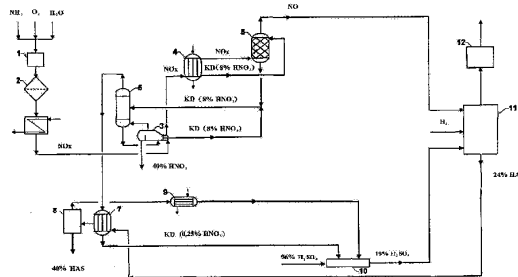 NH₃ O₂ H₂O
NO
12
5
4
NOx
1
KD(8% HNO₃)
NOx
2
6
11
KD (8% HNO₃)
3
KD (8% HNO₃)
H₂
NOx
40% HNO₃
24% HA
9
8
7
KD (0,25% HNO₃)
96% H₂SO₄
19% H₂SO₄
10
40% HAS